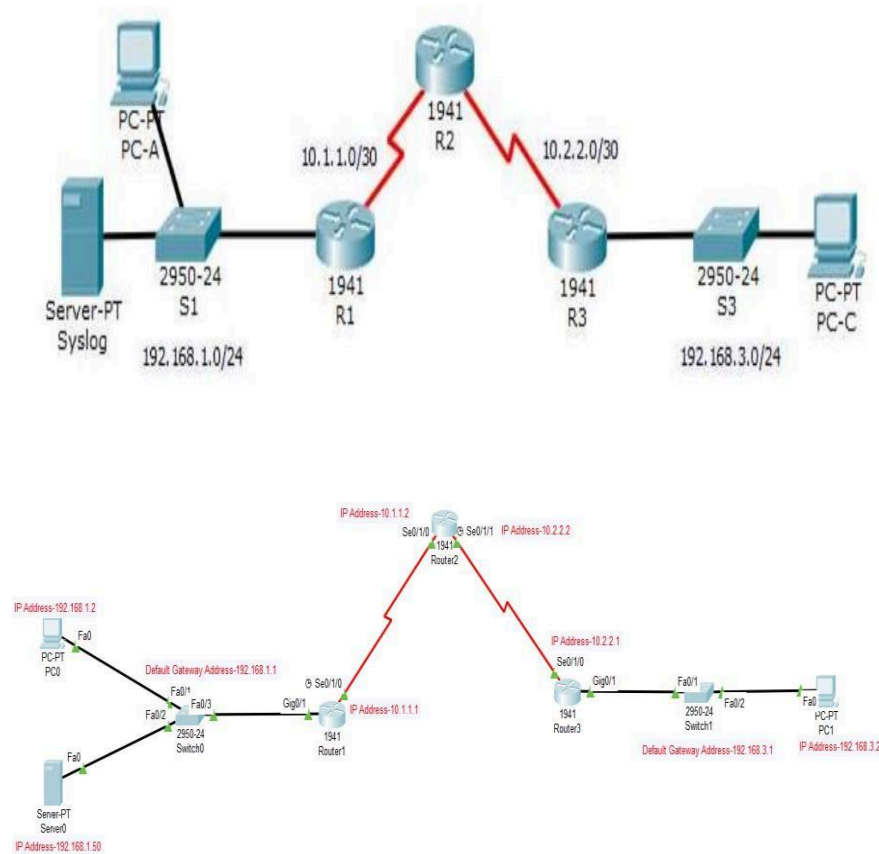 PC-PT
PC-A
1941
R2
10.1.1.0/30
10.2.2.0/30
Server-PT
Syslog
2950-24
S1
1941
R1
1941
R3
2950-24
S3
PC-PT
PC-C
192.168.1.0/24
192.168.3.0/24
IP Address-10.1.1.2
Se0/1/0
Se0/1/1
IP Address-10.2.2.2
1941
Router2
IP Address-192.168.1.2
Fa0
PC-PT
PC0
Default Gateway Address-192.168.1.1
Fa0/1
Fa0/3
Fa0/2
2950-24
Switch0
Gig0/1
Se0/1/0
IP Address-10.1.1.1
1941
Router1
IP Address-10.2.2.1
Se0/1/0
Gig0/1
1941
Router3
Fa0/1
Fa0/2
2950-24
Switch1
Fa0
PC-PT
PC1
Default Gateway Address-192.168.3.1
IP Address-192.168.3.2
Fa0
Server-PT
Server0
IP Address-192.168.1.50